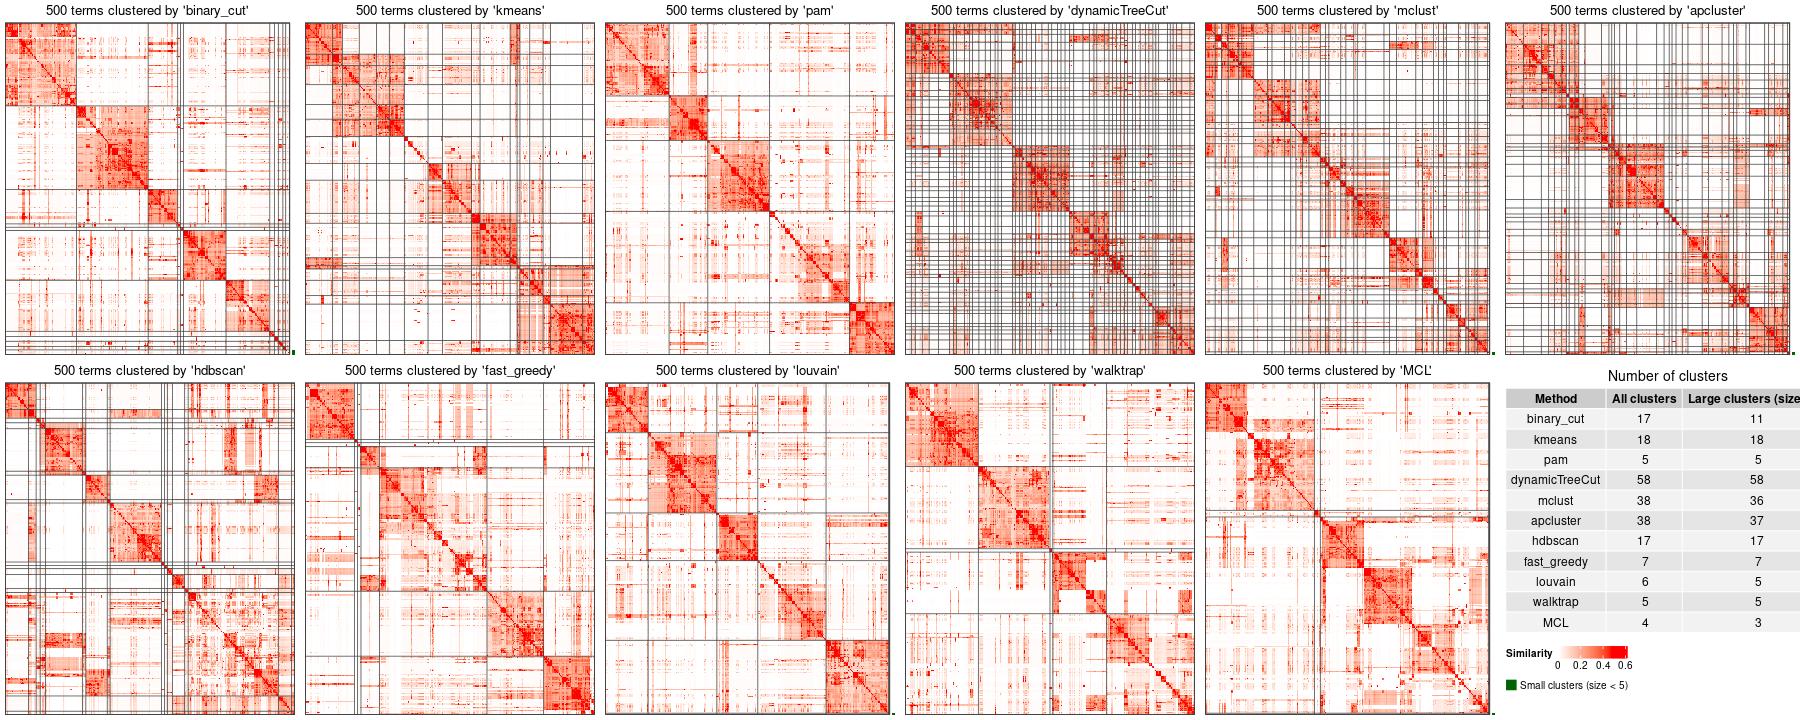 500 terms clustered by 'binary_cut'
500 terms clustered by 'kmeans'
500 terms clustered by 'pam'
500 terms clustered by 'dynamicTreeCut'
500 terms clustered by 'mclust'
500 terms clustered by 'apcluster'
500 terms clustered by 'hdbscan'
500 terms clustered by 'fast_greedy'
500 terms clustered by 'louvain'
500 terms clustered by 'walktrap'
500 terms clustered by 'MCL'
Number of clusters
Method All clusters Large clusters (size
binary_cut 17 11
kmeans 18 18
pam 5 5
dynamicTreeCut 58 58
mclust 38 36
apcluster 38 37
hdbscan 17 17
fast_greedy 7 7
louvain 6 5
walktrap 5 5
MCL 4 3
Similarity
0 0.2 0.4 0.6
Small clusters (size < 5)